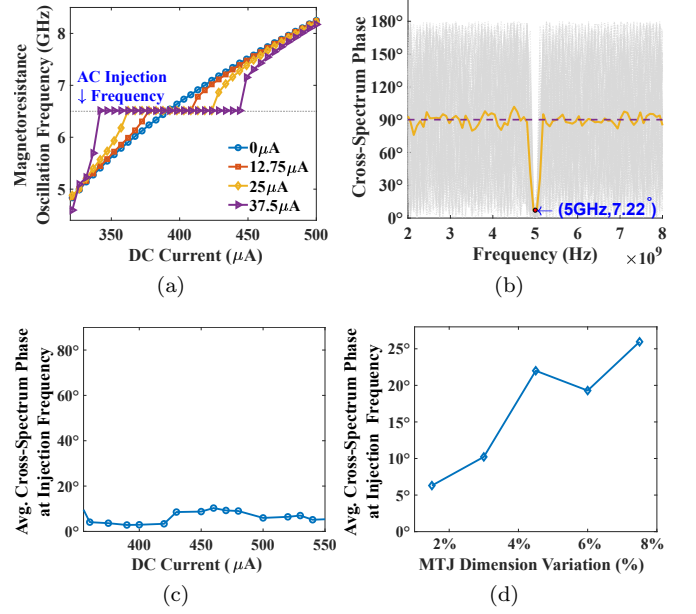 Magnetoresistance
Oscillation Frequency (GHz)
8
7
6
5
AC Injection
↓ Frequency
0μA
12.75μA
25μA
37.5μA
350
400
450
500
DC Current (μA)
(a)
Cross-Spectrum Phase
180°
150°
120°
90°
60°
30°
0°
(5GHz,7.22°)
2
3
4
5
6
7
8
Frequency (Hz)
×10⁹
(b)
Avg. Cross-Spectrum Phase
at Injection Frequency
80°
60°
40°
20°
0°
400
450
500
550
DC Current (μA)
(c)
Avg. Cross-Spectrum Phase
at Injection Frequency
25°
20°
15°
10°
5°
0°
2%
4%
6%
8%
MTJ Dimension Variation (%)
(d)